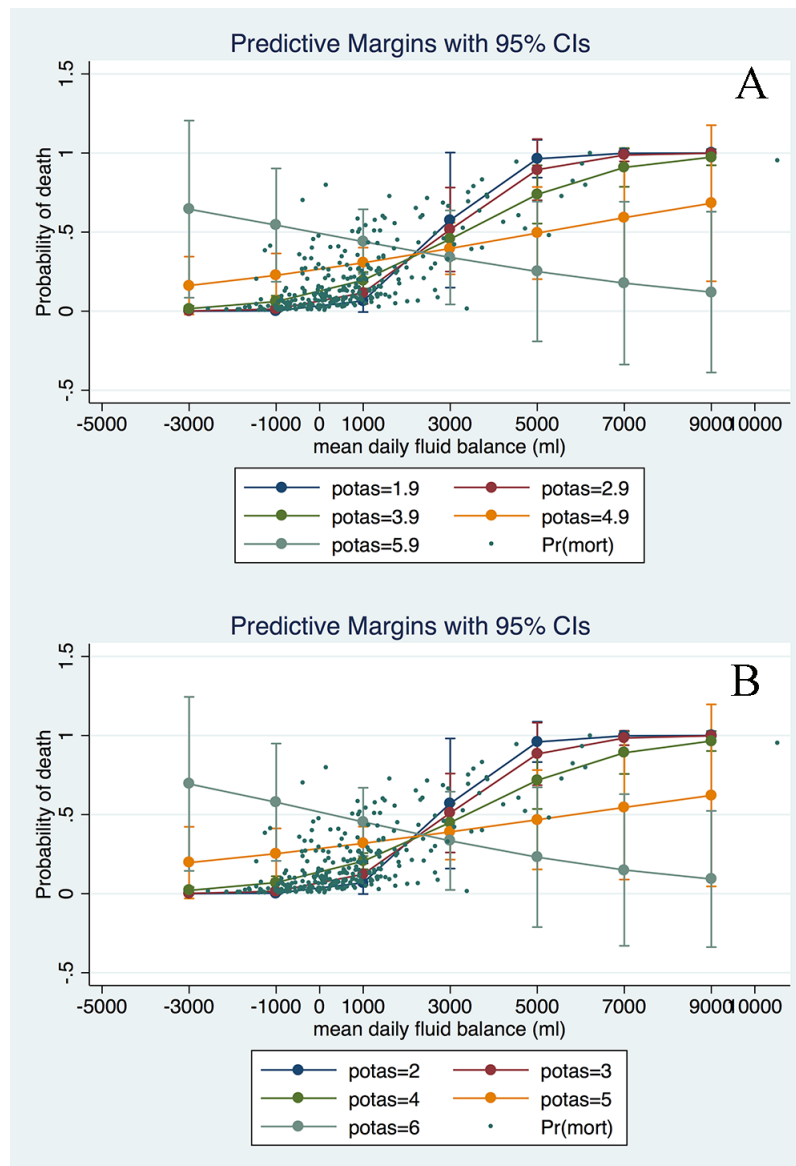 Predictive Margins with 95% CIs
A
1.5
1
.5
0
-.5
Probability of death
-5000 -3000 -1000 0 1000 3000 5000 7000 9000 10000
mean daily fluid balance (ml)
potas=1.9 potas=2.9
potas=3.9 potas=4.9
potas=5.9 Pr(mort)
Predictive Margins with 95% CIs
B
1.5
1
.5
0
-.5
Probability of death
-5000 -3000 -1000 0 1000 3000 5000 7000 9000 10000
mean daily fluid balance (ml)
potas=2 potas=3
potas=4 potas=5
potas=6 Pr(mort)